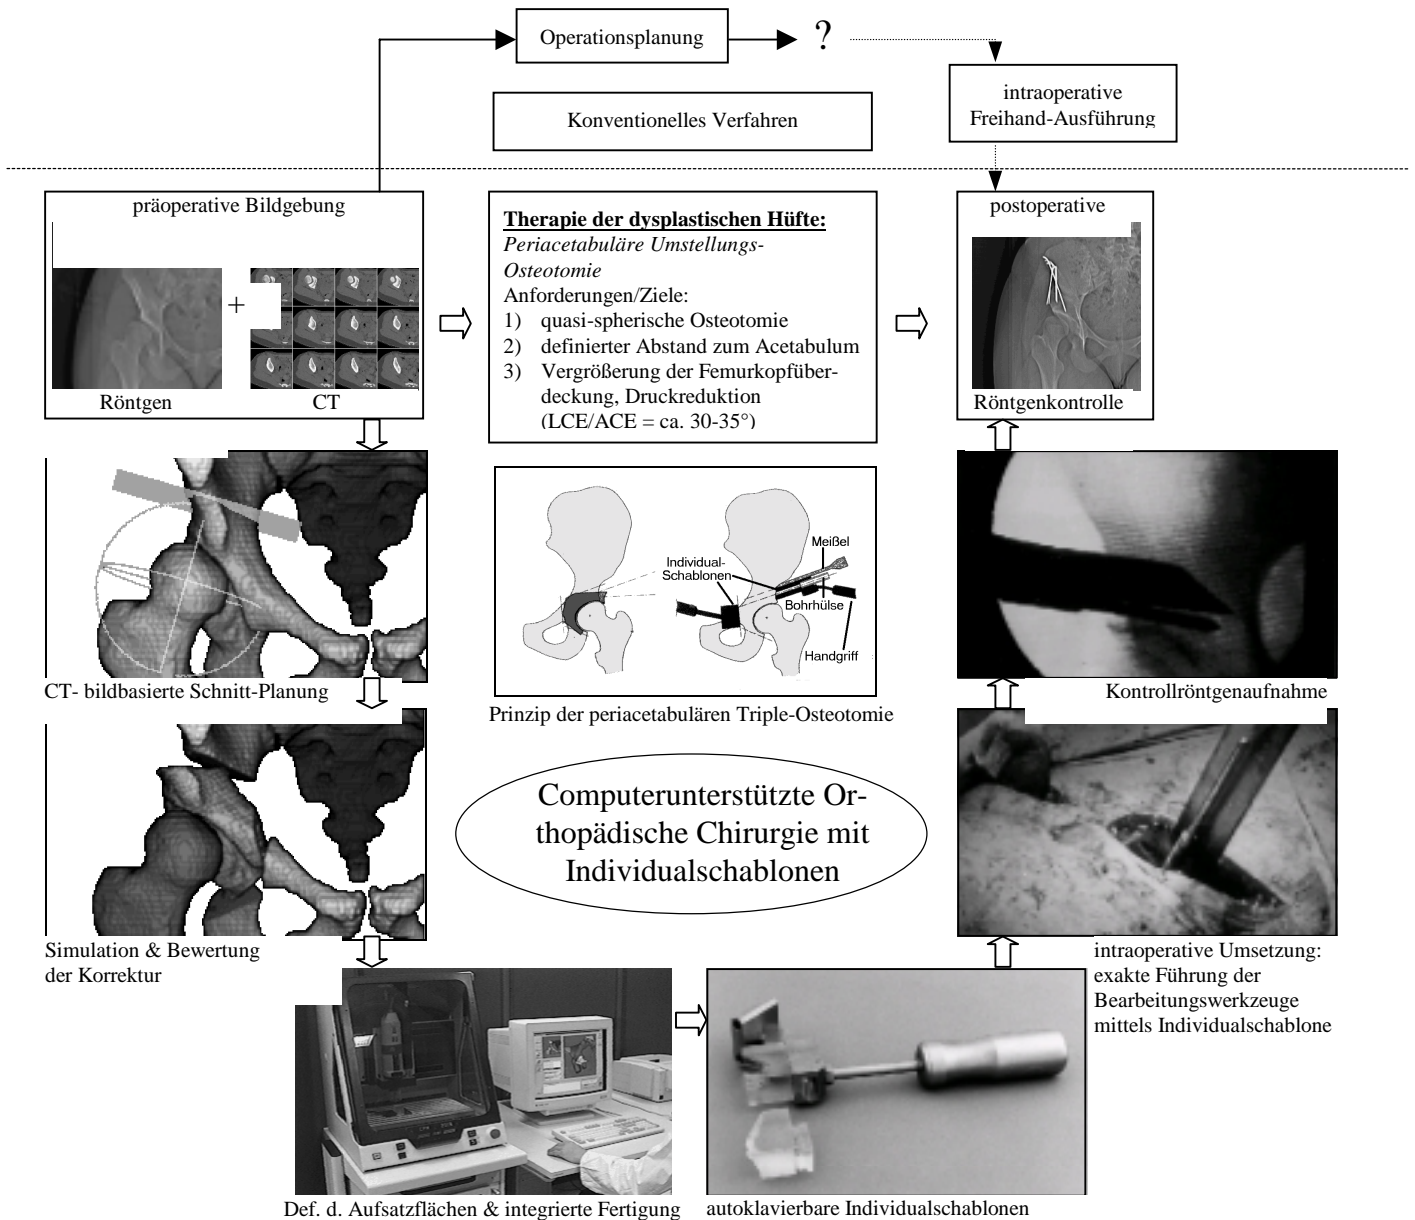 Operationsplanung
?
intraoperative
Freihand-Ausführung
Konventionelles Verfahren
präoperative Bildgebung
+
Röntgen
CT
Therapie der dysplastischen Hüfte:
Periacetabuläre Umstellungs-
Osteotomie
Anforderungen/Ziele:
1) quasi-spherische Osteotomie
2) definierter Abstand zum Acetabulum
3) Vergrößerung der Femurkopfüber-
deckung, Druckreduktion
(LCE/ACE = ca. 30-35°)
postoperative
Röntgenkontrolle
CT- bildbasierte Schnitt-Planung
Individual-
Schablonen
Meißel
Bohrhülse
Handgriff
Prinzip der periacetabulären Triple-Osteotomie
Kontrollröntgenaufnahme
Computerunterstützte Or-
thopädische Chirurgie mit
Individualschablonen
Simulation & Bewertung
der Korrektur
intraoperative Umsetzung:
exakte Führung der
Bearbeitungswerkzeuge
mittels Individualschablone
Def. d. Aufsatzflächen & integrierte Fertigung
autoklavierbare Individualschablonen